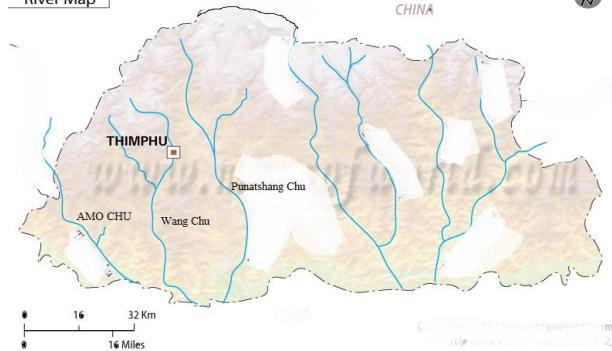 River Map
CHINA
N
THIMPHU
Punatshang Chu
AMO CHU
Wang Chu
0 16 32 Km
0 16 Miles